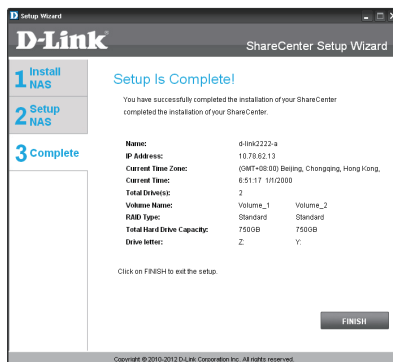 D Setup Wizard
D-Link
ShareCenter Setup Wizard
1 Install NAS
2 Setup NAS
3 Complete
Setup Is Complete!
You have successfully completed the installation of your ShareCenter
completed the installation of your ShareCenter.
Name: d-link2222-a
IP Address: 10.78.62.13
Current Time Zone: (GMT+08:00) Beijing, Chongqing, Hong Kong,
Current Time: 6:51:17 1/1/2000
Total Drive(s): 2
Volume Name: Volume_1 Volume_2
RAID Type: Standard Standard
Total Hard Drive Capacity: 750GB 750GB
Drive letter: Z: Y:
Click on FINISH to exit the setup.
FINISH
Copyright © 2010-2012 D-Link Corporation Inc. All rights reserved.